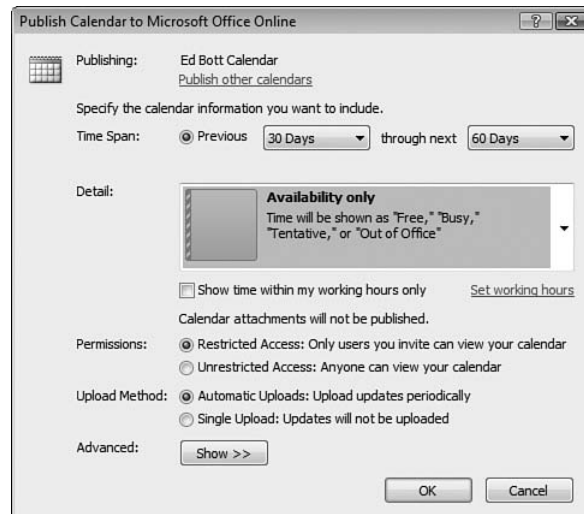 Publish Calendar to Microsoft Office Online
Publishing: Ed Bott Calendar
Publish other calendars
Specify the calendar information you want to include.
Time Span: Previous 30 Days through next 60 Days
Detail: Availability only
Time will be shown as "Free," "Busy,"
"Tentative," or "Out of Office"
Show time within my working hours only Set working hours
Calendar attachments will not be published.
Permissions: Restricted Access: Only users you invite can view your calendar
Unrestricted Access: Anyone can view your calendar
Upload Method: Automatic Uploads: Upload updates periodically
Single Upload: Updates will not be uploaded
Advanced: Show >>
OK Cancel